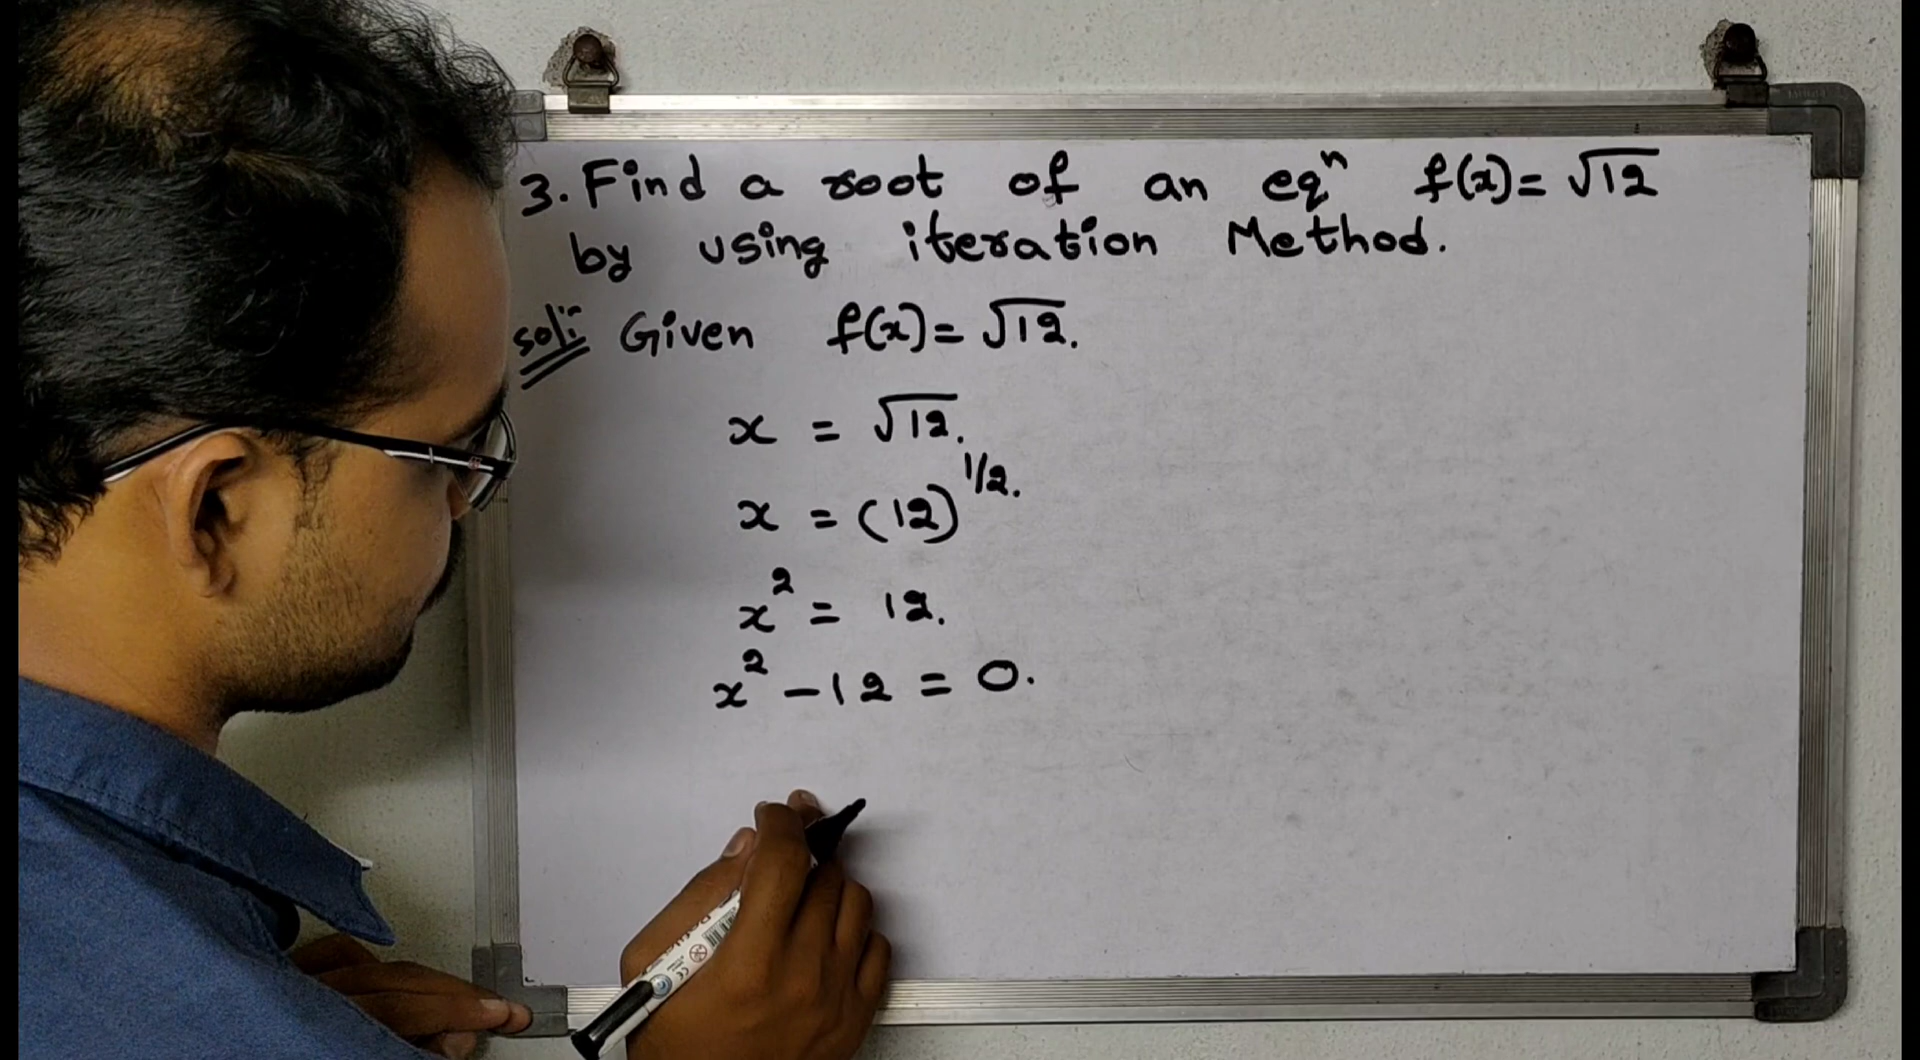 3. Find a root of an eqⁿ f(x)= √12
by using iteration Method.
Sol: Given f(x)= √12.
x = √12.
x = (12)^1/2.
x² = 12.
x² - 12 = 0.